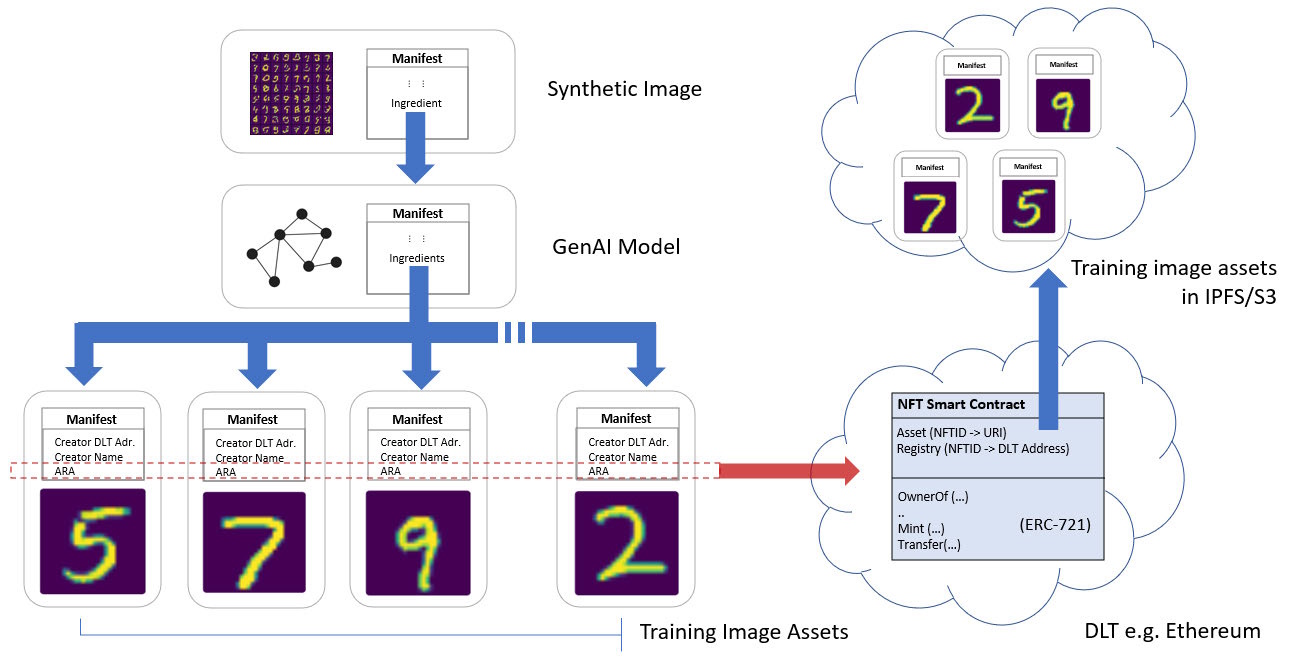 Manifest
⋮ ⋮
Ingredient
Synthetic Image
Manifest
⋮ ⋮
Ingredients
GenAI Model
Manifest
Creator DLT Adr.
Creator Name
ARA
5
Manifest
Creator DLT Adr.
Creator Name
ARA
7
Manifest
Creator DLT Adr.
Creator Name
ARA
9
Manifest
Creator DLT Adr.
Creator Name
ARA
2
Training Image Assets
Manifest
2
Manifest
9
Manifest
7
Manifest
5
Training image assets
in IPFS/S3
NFT Smart Contract
Asset (NFTID -> URI)
Registry (NFTID -> DLT Address)
OwnerOf (...)
..
Mint (...)
(ERC-721)
Transfer(...)
DLT e.g. Ethereum